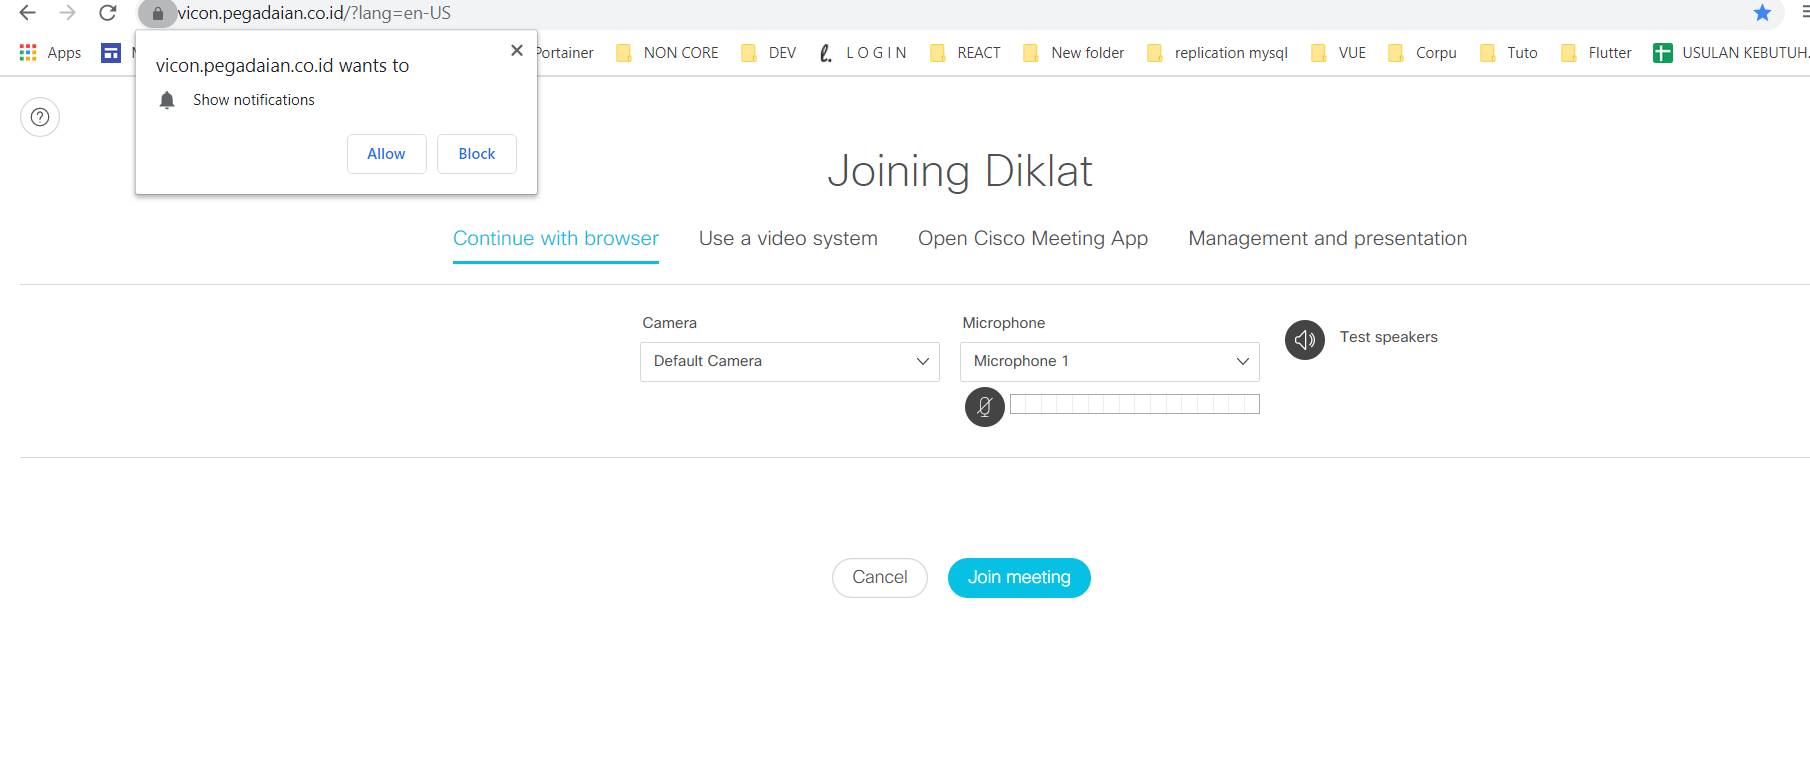 vicon.pegadaian.co.id/?lang=en-US
Apps
Portainer
NON CORE
DEV
L O G I N
REACT
New folder
replication mysql
VUE
Corpu
Tuto
Flutter
USULAN KEBUTUH.
vicon.pegadaian.co.id wants to
Show notifications
Allow
Block
?
Joining Diklat
Continue with browser
Use a video system
Open Cisco Meeting App
Management and presentation
Camera
Microphone
Default Camera
Microphone 1
Test speakers
Cancel
Join meeting